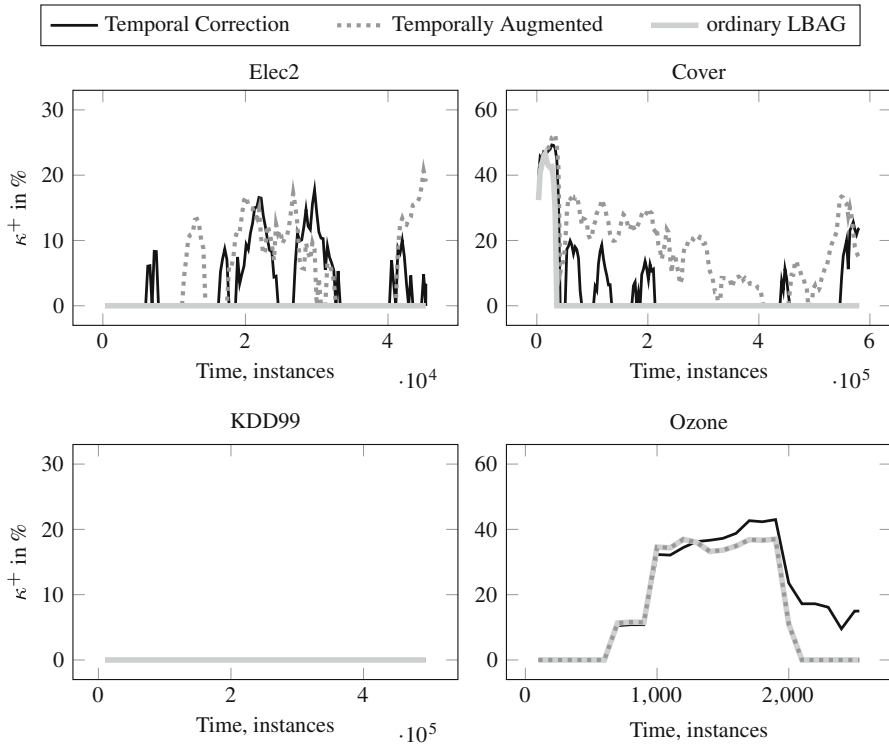 Temporal Correction Temporally Augmented ordinary LBAG
Elec2
30
20
10
0
κ+ in %
0 2 4
Time, instances
·10^4
Cover
60
40
20
0
0 2 4 6
Time, instances
·10^5
KDD99
30
20
10
0
κ+ in %
0 2 4
Time, instances
·10^5
Ozone
60
40
20
0
0 1,000 2,000
Time, instances